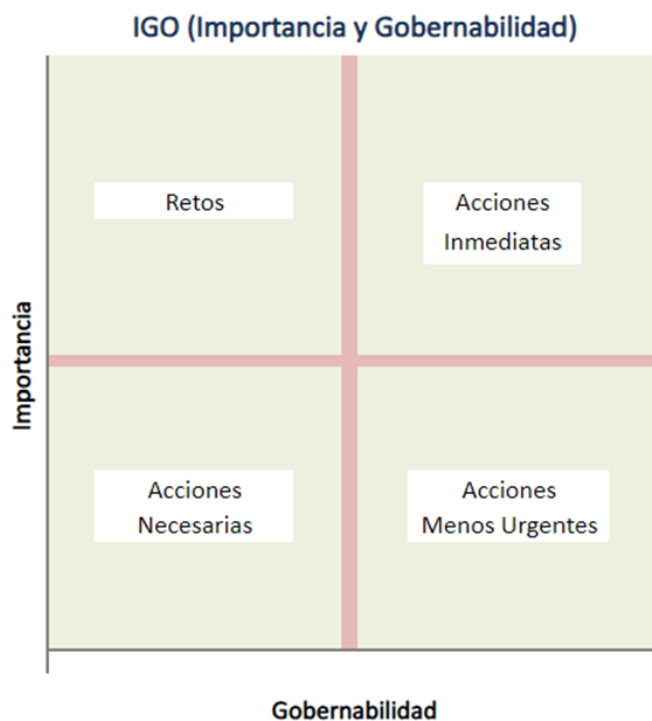 IGO (Importancia y Gobernabilidad)
Retos
Acciones
Inmediatas
Importancia
Acciones
Necesarias
Acciones
Menos Urgentes
Gobernabilidad